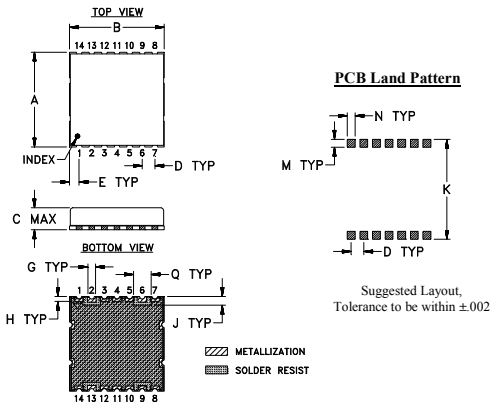 TOP VIEW
B
14 13 12 11 10 9 8
A
INDEX
1 2 3 4 5 6 7
D TYP
E TYP
C MAX
BOTTOM VIEW
G TYP
Q TYP
1 2 3 4 5 6 7
H TYP
J TYP
METALLIZATION
SOLDER RESIST
14 13 12 11 10 9 8
PCB Land Pattern
N TYP
M TYP
K
D TYP
Suggested Layout,
Tolerance to be within ±.002